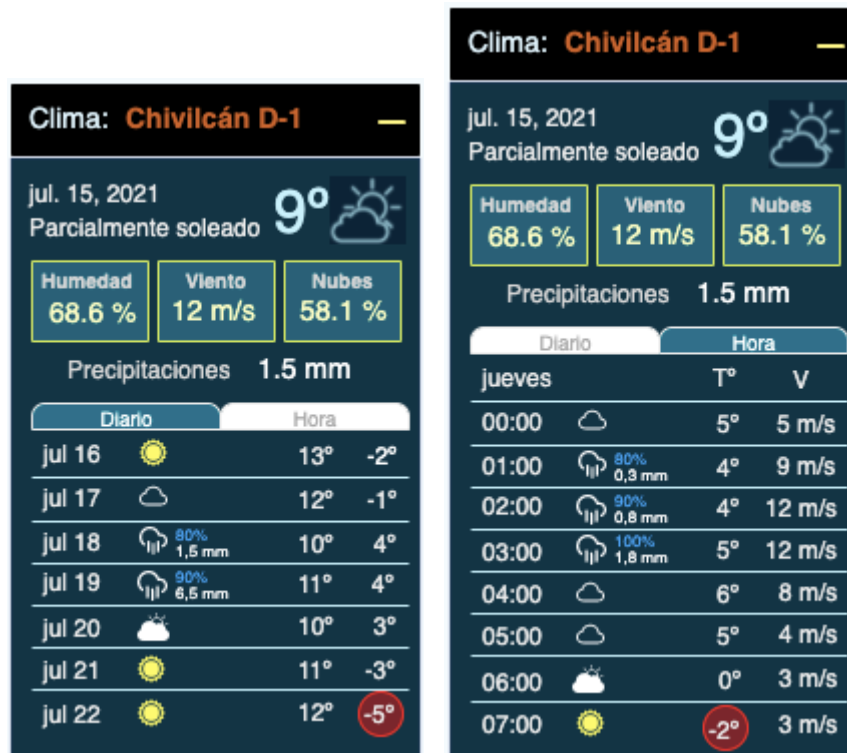 Clima: Chivilcán D-1
jul. 15, 2021
Parcialmente soleado 9º
Humedad Viento Nubes
68.6 % 12 m/s 58.1 %
Precipitaciones 1.5 mm
Diario Hora
jul 16 13º -2º
jul 17 12º -1º
jul 18 80% 1,5 mm 10º 4º
jul 19 90% 6,5 mm 11º 4º
jul 20 10º 3º
jul 21 11º -3º
jul 22 12º -5º
Clima: Chivilcán D-1
jul. 15, 2021
Parcialmente soleado 9º
Humedad Viento Nubes
68.6 % 12 m/s 58.1 %
Precipitaciones 1.5 mm
Diario Hora
jueves Tº V
00:00 5º 5 m/s
01:00 80% 0,3 mm 4º 9 m/s
02:00 90% 0,8 mm 4º 12 m/s
03:00 100% 1,8 mm 5º 12 m/s
04:00 6º 8 m/s
05:00 5º 4 m/s
06:00 0º 3 m/s
07:00 -2º 3 m/s